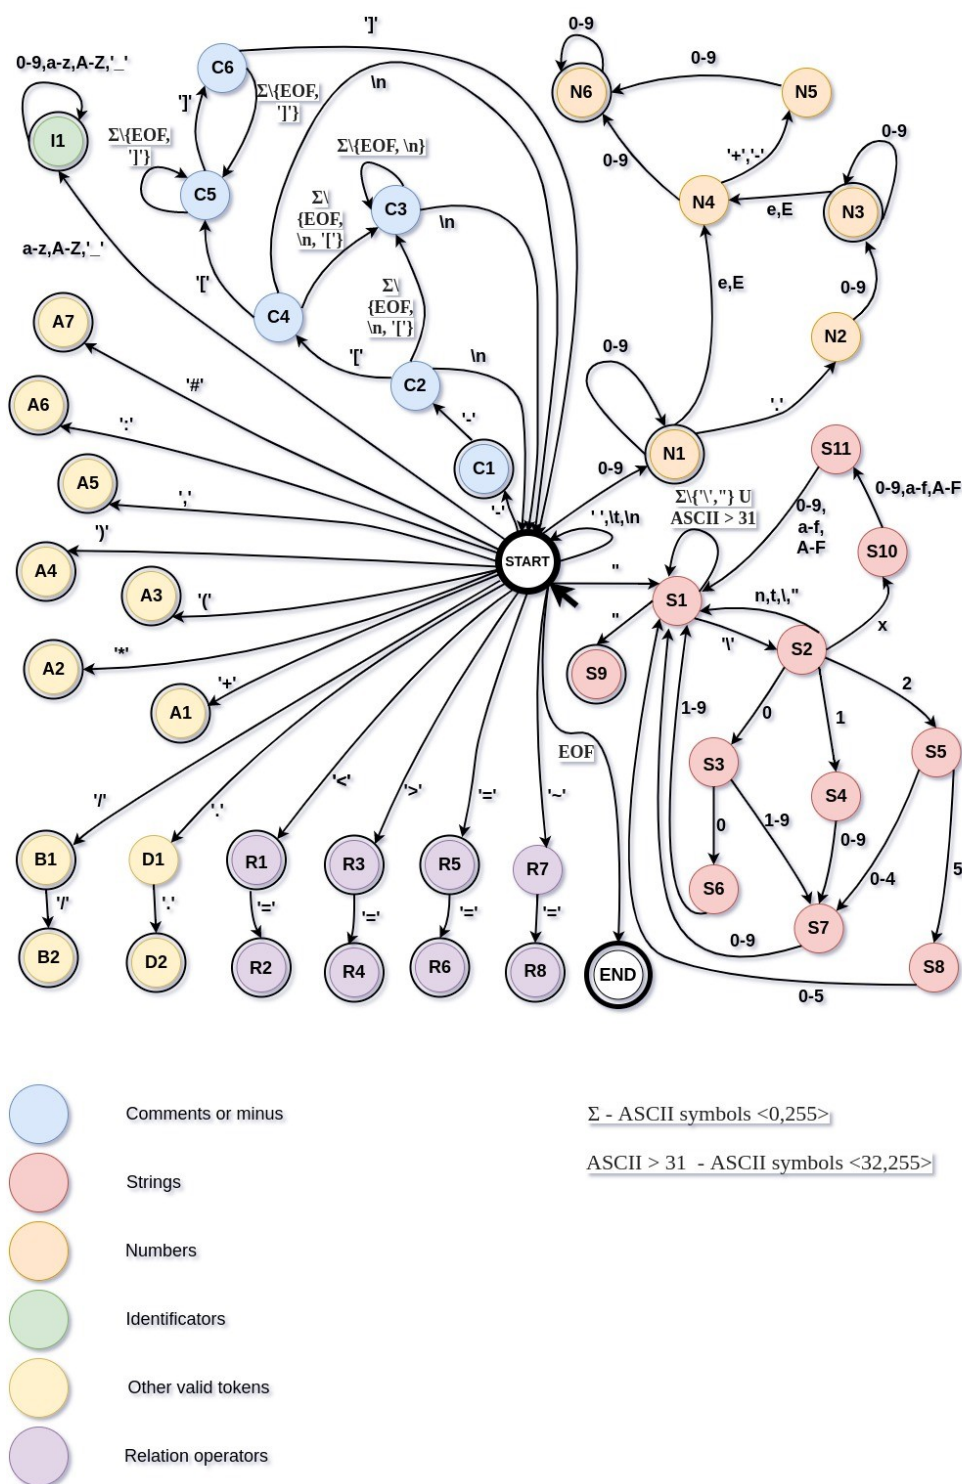 ']'
0-9
0-9,a-z,A-Z,'_'
C6
0-9
\n
N6
N5
Σ\{EOF,
']'}
']'
I1
Σ\{EOF,
']'}
Σ\{EOF, \n}
0-9
'+','-'
0-9
C5
C3
N4
N3
e,E
Σ\
{EOF,
\n, '['}
\n
a-z,A-Z,'_'
'['
Σ\
{EOF,
\n, '['}
e,E
0-9
A7
C4
N2
0-9
'['
\n
'#'
C2
A6
'.'
':'
'-'
S11
N1
C1
0-9
A5
Σ\{'\',"} U
ASCII > 31
0-9,a-f,A-F
','
'-'
' ',\t,\n
0-9,
a-f,
A-F
')'
S10
START
A4
"
A3
n,t,\,"
'('
S1
"
'\'
x
'*'
S2
A2
S9
'+'
2
1-9
0
1
A1
EOF
S3
S5
'<'
'>'
'='
'~'
S4
'/'
'.'
0
1-9
0-9
B1
D1
R1
R3
R5
R7
0-4
5
S6
'/'
'.'
'='
'='
'='
'='
S7
0-9
B2
D2
R2
R4
R6
R8
END
S8
0-5
Comments or minus
Σ - ASCII symbols <0,255>
ASCII > 31 - ASCII symbols <32,255>
Strings
Numbers
Identificators
Other valid tokens
Relation operators